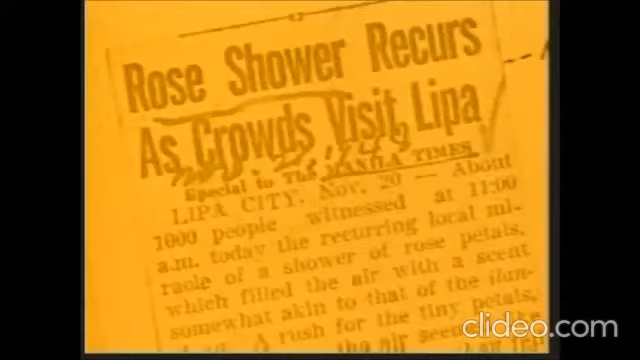 Rose Shower Recurs
As Crowds Visit Lipa
Special to The MANILA TIMES
LIPA CITY, Nov. 20 — About
1000 people witnessed at 11:00
a.m. today the recurring local mi-
racle of a shower of rose petals,
which filled the air with a scent
somewhat akin to that of the
A rush for the tiny petals,
the air
clideo.com